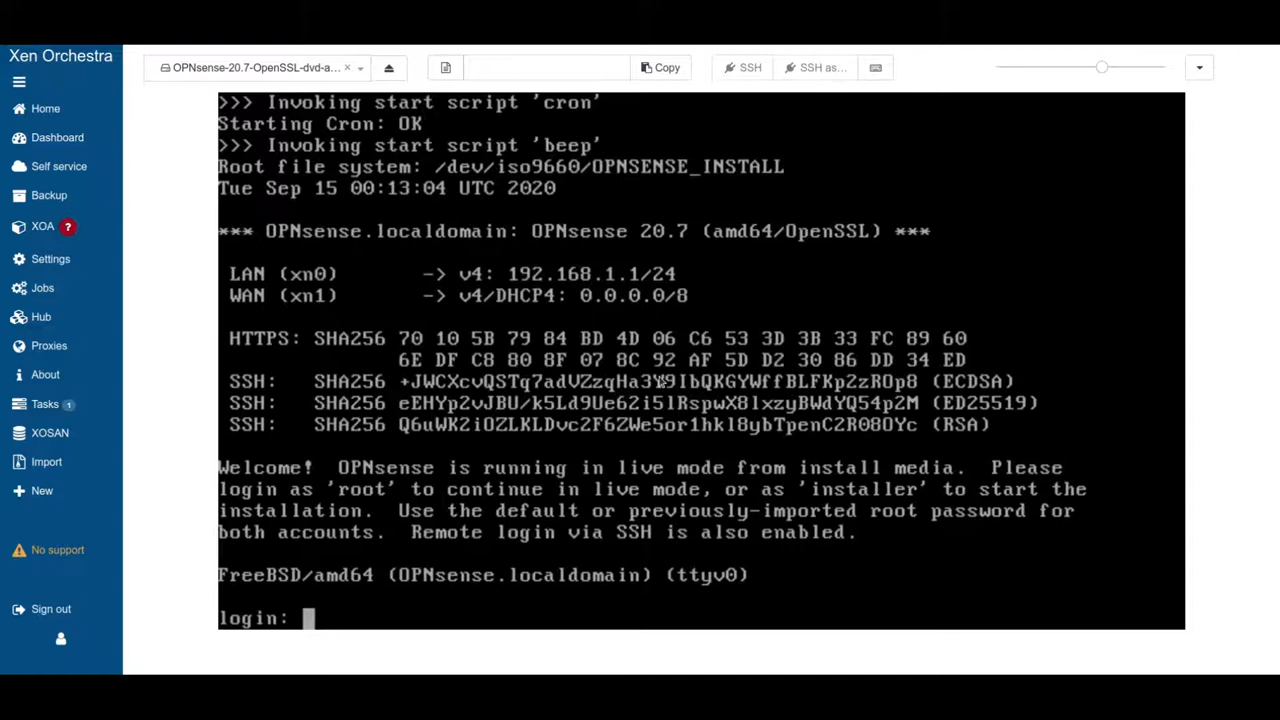 Xen Orchestra
OPNsense-20.7-OpenSSL-dvd-a... ×
Copy
SSH
SSH as...
Home
Dashboard
Self service
Backup
XOA ?
Settings
Jobs
Hub
Proxies
About
Tasks 1
XOSAN
Import
New
No support
Sign out
>>> Invoking start script 'cron'
Starting Cron: OK
>>> Invoking start script 'beep'
Root file system: /dev/iso9660/OPNSENSE_INSTALL
Tue Sep 15 00:13:04 UTC 2020
*** OPNsense.localdomain: OPNsense 20.7 (amd64/OpenSSL) ***
LAN (xn0) -> v4: 192.168.1.1/24
WAN (xn1) -> v4/DHCP4: 0.0.0.0/8
HTTPS: SHA256 70 10 5B 79 84 BD 4D 06 C6 53 3D 3B 33 FC 89 60
6E DF C8 80 8F 07 8C 92 AF 5D D2 30 86 DD 34 ED
SSH: SHA256 (ECDSA)
SSH: SHA256 eEHYp2vJBU/k5Ld9Ue62i5lRspwX8lxzyBWdYQ54p2M (ED25519)
SSH: SHA256 Q6uWK2iOZLKLDvc2F6ZWe5or1hkl8ybTpenC2R08OYc (RSA)
Welcome! OPNsense is running in live mode from install media. Please
login as 'root' to continue in live mode, or as 'installer' to start the
installation. Use the default or previously-imported root password for
both accounts. Remote login via SSH is also enabled.
FreeBSD/amd64 (OPNsense.localdomain) (ttyv0)
login: